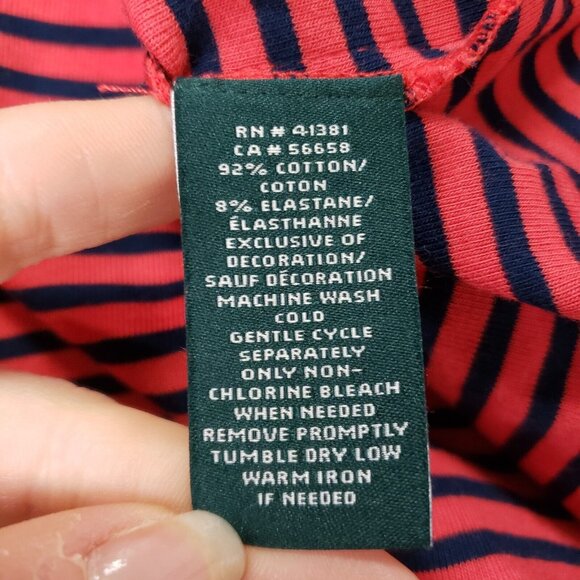 RN # 41381
CA # 56658
92% COTTON/
COTON
8% ELASTANE/
ÉLASTHANNE
EXCLUSIVE OF
DECORATION/
SAUF DÉCORATION
MACHINE WASH
COLD
GENTLE CYCLE
SEPARATELY
ONLY NON-
CHLORINE BLEACH
WHEN NEEDED
REMOVE PROMPTLY
TUMBLE DRY LOW
WARM IRON
IF NEEDED